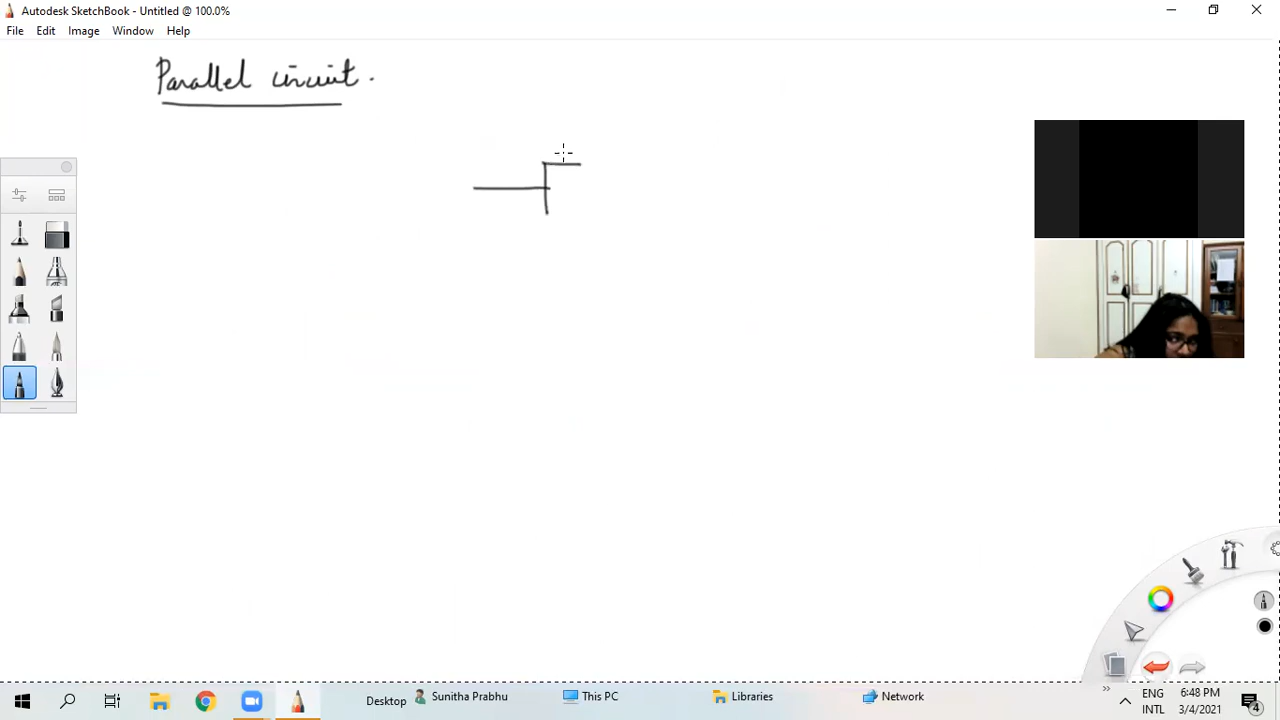 Autodesk SketchBook - Untitled @ 100.0%
File Edit Image Window Help
Parallel circuit.
Desktop Sunitha Prabhu This PC Libraries Network
ENG
INTL
6:48 PM
3/4/2021
4